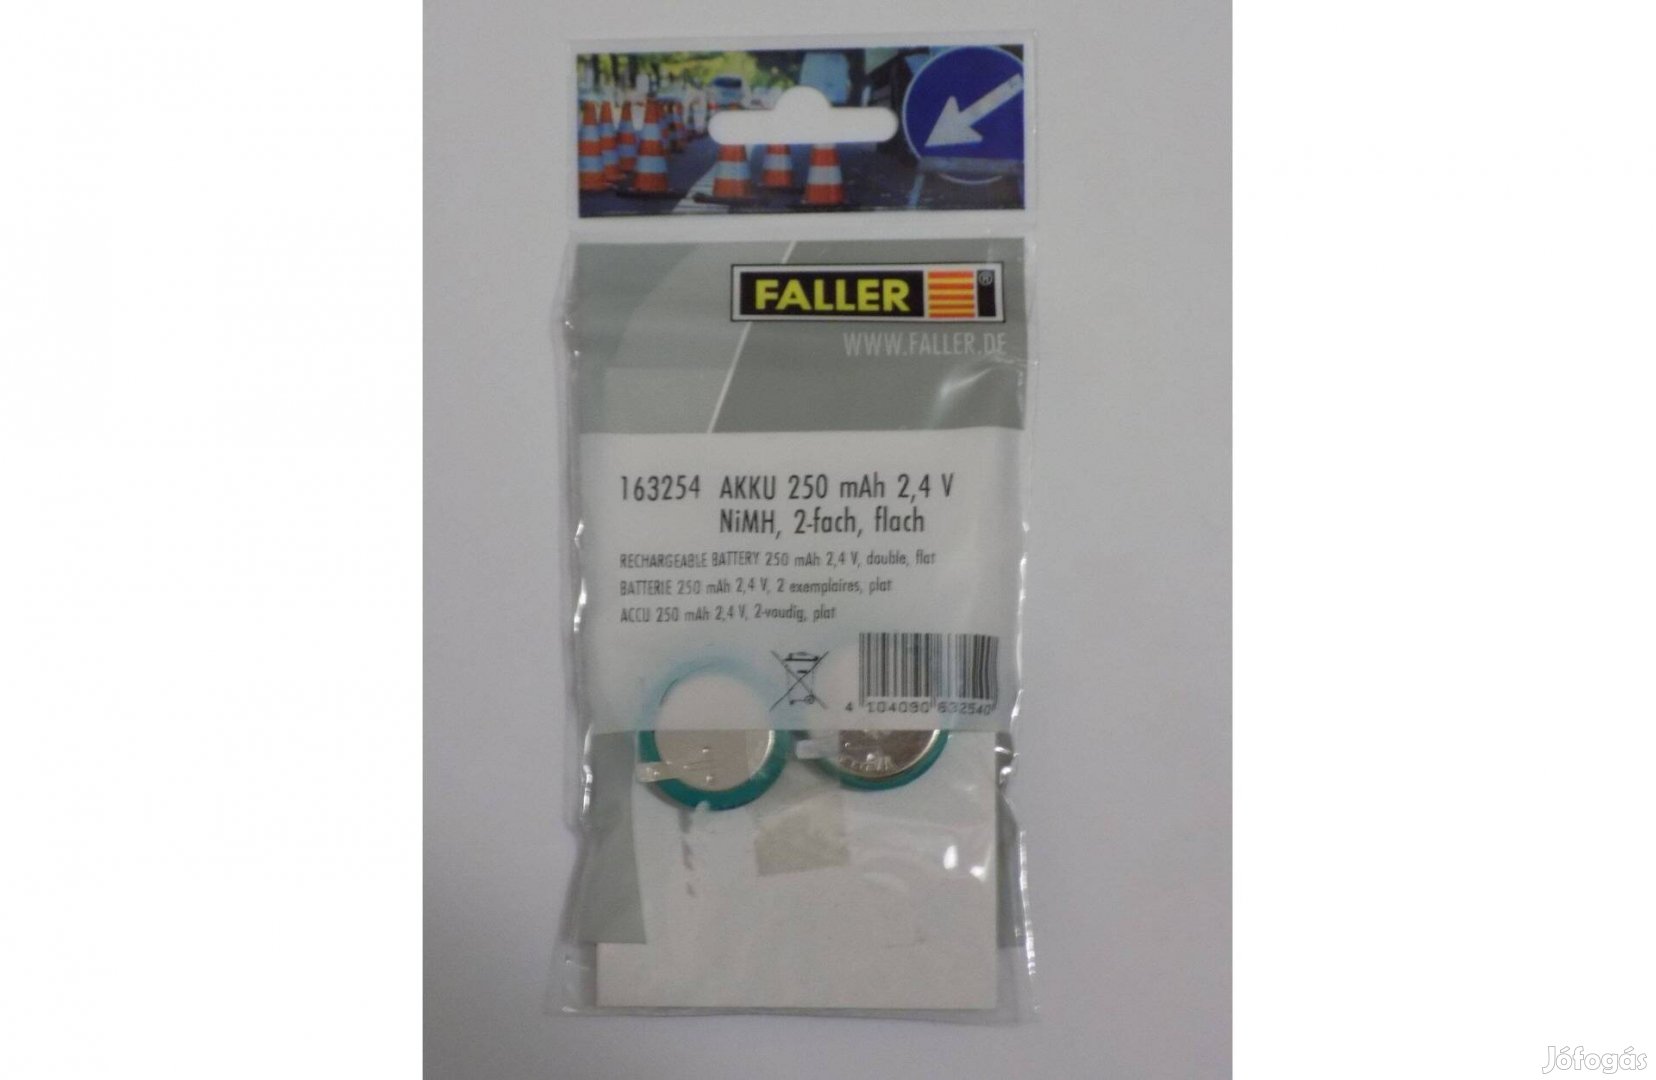 FALLER ®
WWW.FALLER.DE
163254 AKKU 250 mAh 2,4 V
NiMH, 2-fach, flach
RECHARGEABLE BATTERY 250 mAh 2,4 V, double, flat
BATTERIE 250 mAh 2,4 V, 2 exemplaires, plat
ACCU 250 mAh 2,4 V, 2-voudig, plat
4 104090 632540
Jófogás